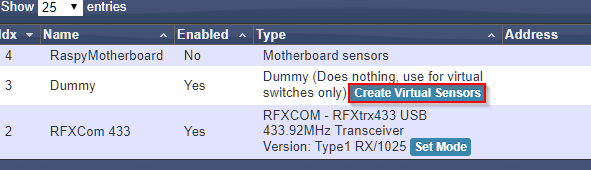 Show 25 entries
Idx Name Enabled Type Address
4 RaspyMotherboard No Motherboard sensors
3 Dummy Yes Dummy (Does nothing, use for virtual
switches only) Create Virtual Sensors
2 RFXCom 433 Yes RFXCOM - RFXtrx433 USB
433.92MHz Transceiver
Version: Type1 RX/1025 Set Mode